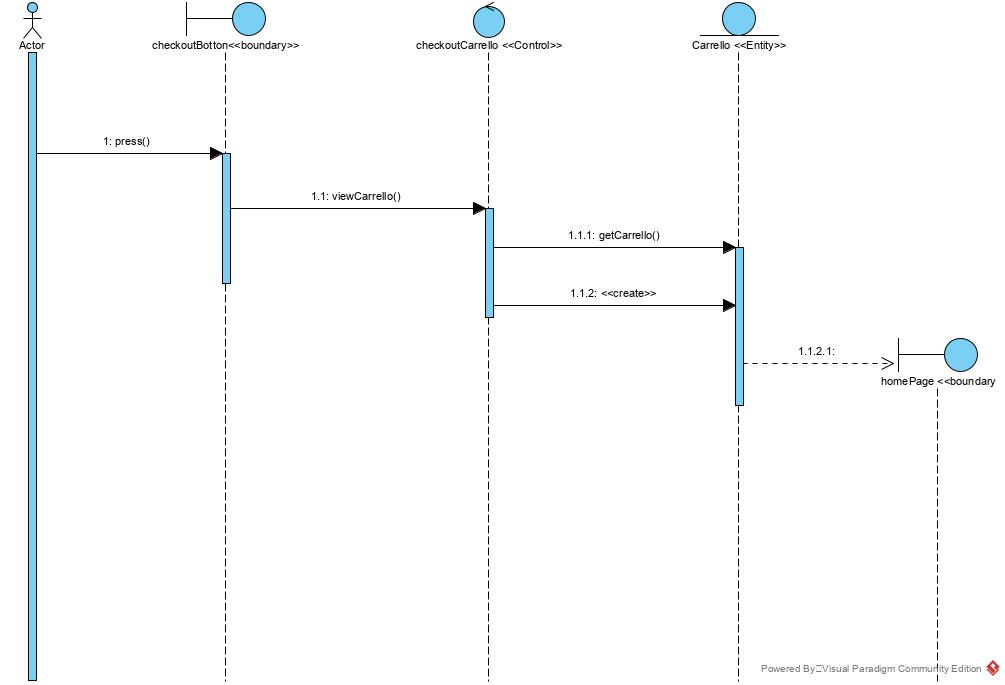 Actor
checkoutBotton<<boundary>>
checkoutCarrello <<Control>>
Carrello <<Entity>>
1: press()
1.1: viewCarrello()
1.1.1: getCarrello()
1.1.2: <<create>>
1.1.2.1:
homePage <<boundary
Powered By Visual Paradigm Community Edition